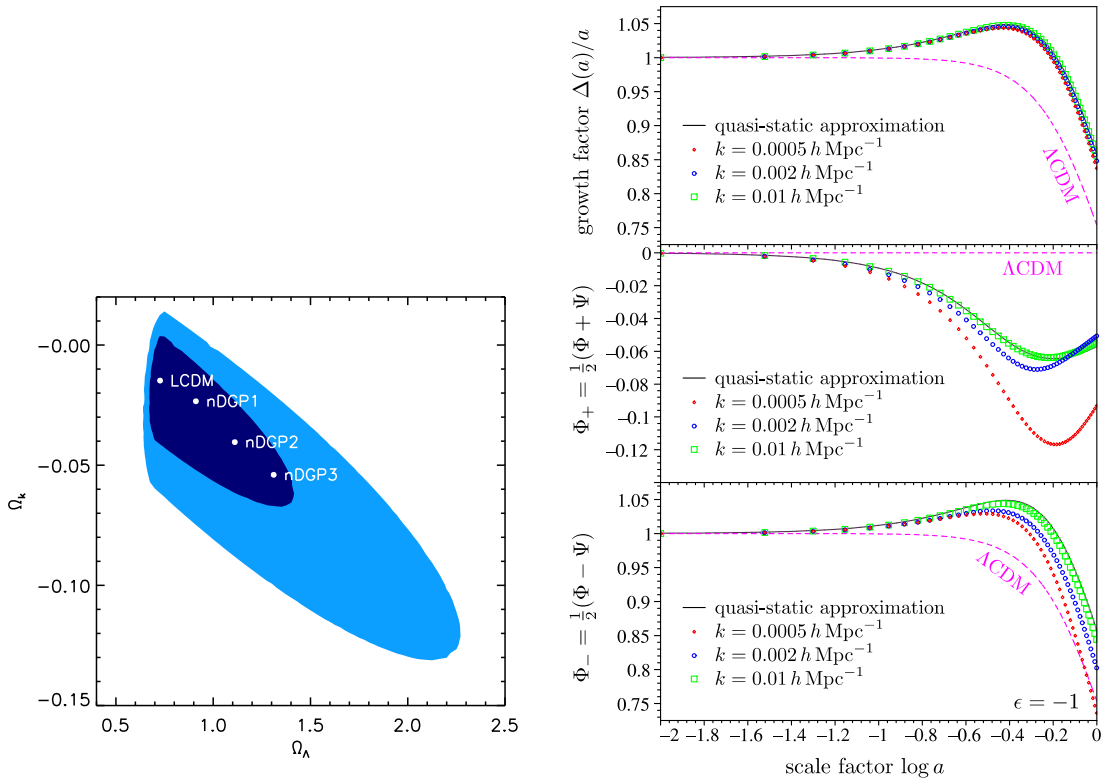 −0.00
−0.05
−0.10
−0.15
Ω_k
LCDM
nDGP1
nDGP2
nDGP3
0.5 1.0 1.5 2.0 2.5
Ω_Λ
growth factor Δ(a)/a
1.05
1
0.95
0.9
0.85
0.8
0.75
quasi-static approximation
k = 0.0005 h Mpc⁻¹
k = 0.002 h Mpc⁻¹
k = 0.01 h Mpc⁻¹
ΛCDM
Φ₊ = ½(Φ + Ψ)
0
−0.02
−0.04
−0.06
−0.08
−0.1
−0.12
ΛCDM
quasi-static approximation
k = 0.0005 h Mpc⁻¹
k = 0.002 h Mpc⁻¹
k = 0.01 h Mpc⁻¹
Φ₋ = ½(Φ − Ψ)
1.05
1
0.95
0.9
0.85
0.8
0.75
ΛCDM
quasi-static approximation
k = 0.0005 h Mpc⁻¹
k = 0.002 h Mpc⁻¹
k = 0.01 h Mpc⁻¹
ϵ = −1
−2 −1.8 −1.6 −1.4 −1.2 −1 −0.8 −0.6 −0.4 −0.2 0
scale factor log a